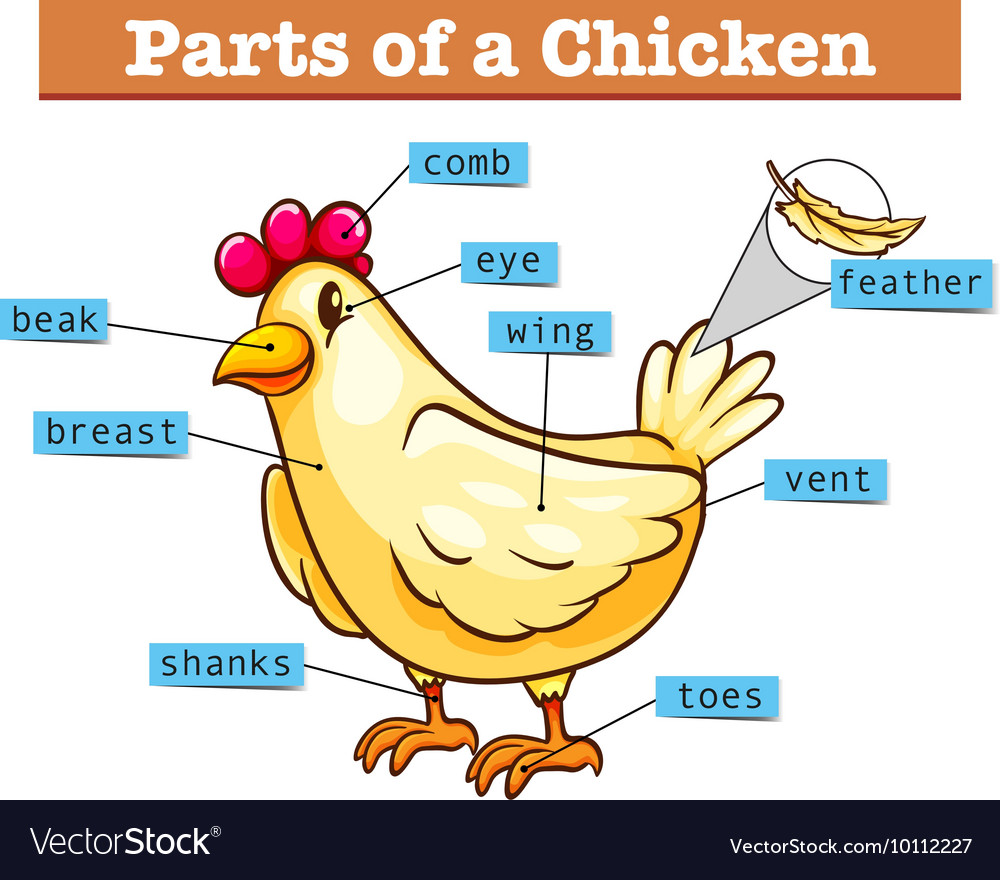 Parts of a Chicken
comb
eye
feather
beak
wing
breast
vent
shanks
toes
VectorStock®
VectorStock.com/10112227